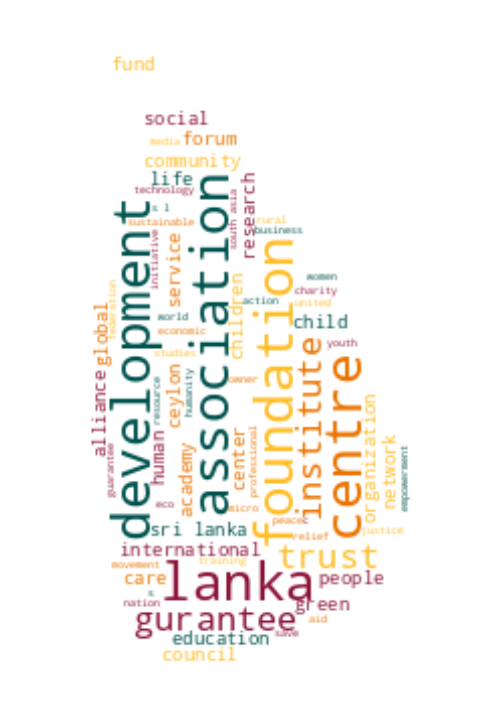 fund
social
media forum
community
life
technology
s l
south asia
research
sustainable
rural
business
development
association
initiative
service
foundation
women
charity
united
federation
global
children
action
world
child
economic
youth
studies
institute
centre
alliance
resource
ceylon
humanity
owner
organization
network
human
center
professional
guarantee
academy
empowerment
eco
micro
peace
c
sri lanka
relief
justice
international
training
trust
movement
care
lanka
people
s
nation
green
gurantee
aid
education
save
council